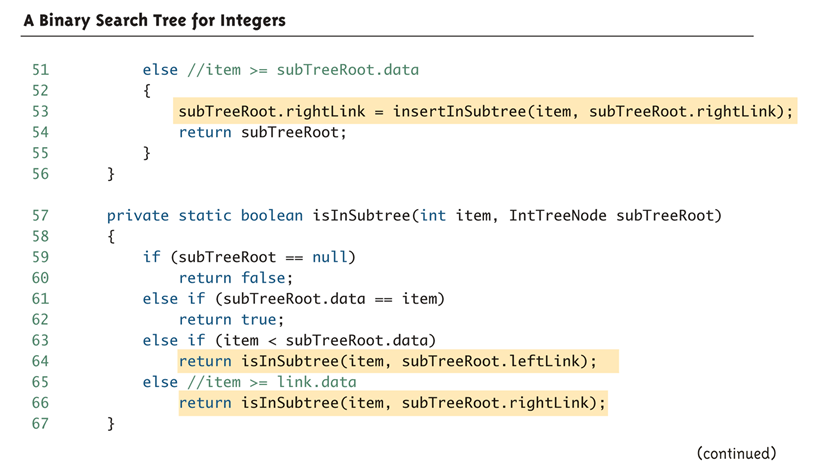 A Binary Search Tree for Integers
51 else //item >= subTreeRoot.data
52 {
53 subTreeRoot.rightLink = insertInSubtree(item, subTreeRoot.rightLink);
54 return subTreeRoot;
55 }
56 }
57 private static boolean isInSubtree(int item, IntTreeNode subTreeRoot)
58 {
59 if (subTreeRoot == null)
60 return false;
61 else if (subTreeRoot.data == item)
62 return true;
63 else if (item < subTreeRoot.data)
64 return isInSubtree(item, subTreeRoot.leftLink);
65 else //item >= link.data
66 return isInSubtree(item, subTreeRoot.rightLink);
67 }
(continued)